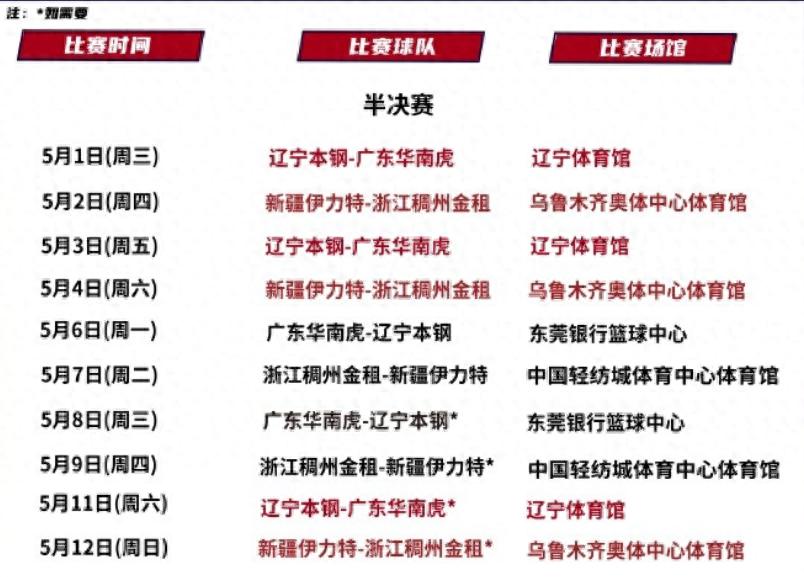 注：*如需要
比赛时间 比赛球队 比赛场馆
半决赛
5月1日(周三) 辽宁本钢-广东华南虎 辽宁体育馆
5月2日(周四) 新疆伊力特-浙江稠州金租 乌鲁木齐奥体中心体育馆
5月3日(周五) 辽宁本钢-广东华南虎 辽宁体育馆
5月4日(周六) 新疆伊力特-浙江稠州金租 乌鲁木齐奥体中心体育馆
5月6日(周一) 广东华南虎-辽宁本钢 东莞银行篮球中心
5月7日(周二) 浙江稠州金租-新疆伊力特 中国轻纺城体育中心体育馆
5月8日(周三) 广东华南虎-辽宁本钢* 东莞银行篮球中心
5月9日(周四) 浙江稠州金租-新疆伊力特* 中国轻纺城体育中心体育馆
5月11日(周六) 辽宁本钢-广东华南虎* 辽宁体育馆
5月12日(周日) 新疆伊力特-浙江稠州金租* 乌鲁木齐奥体中心体育馆